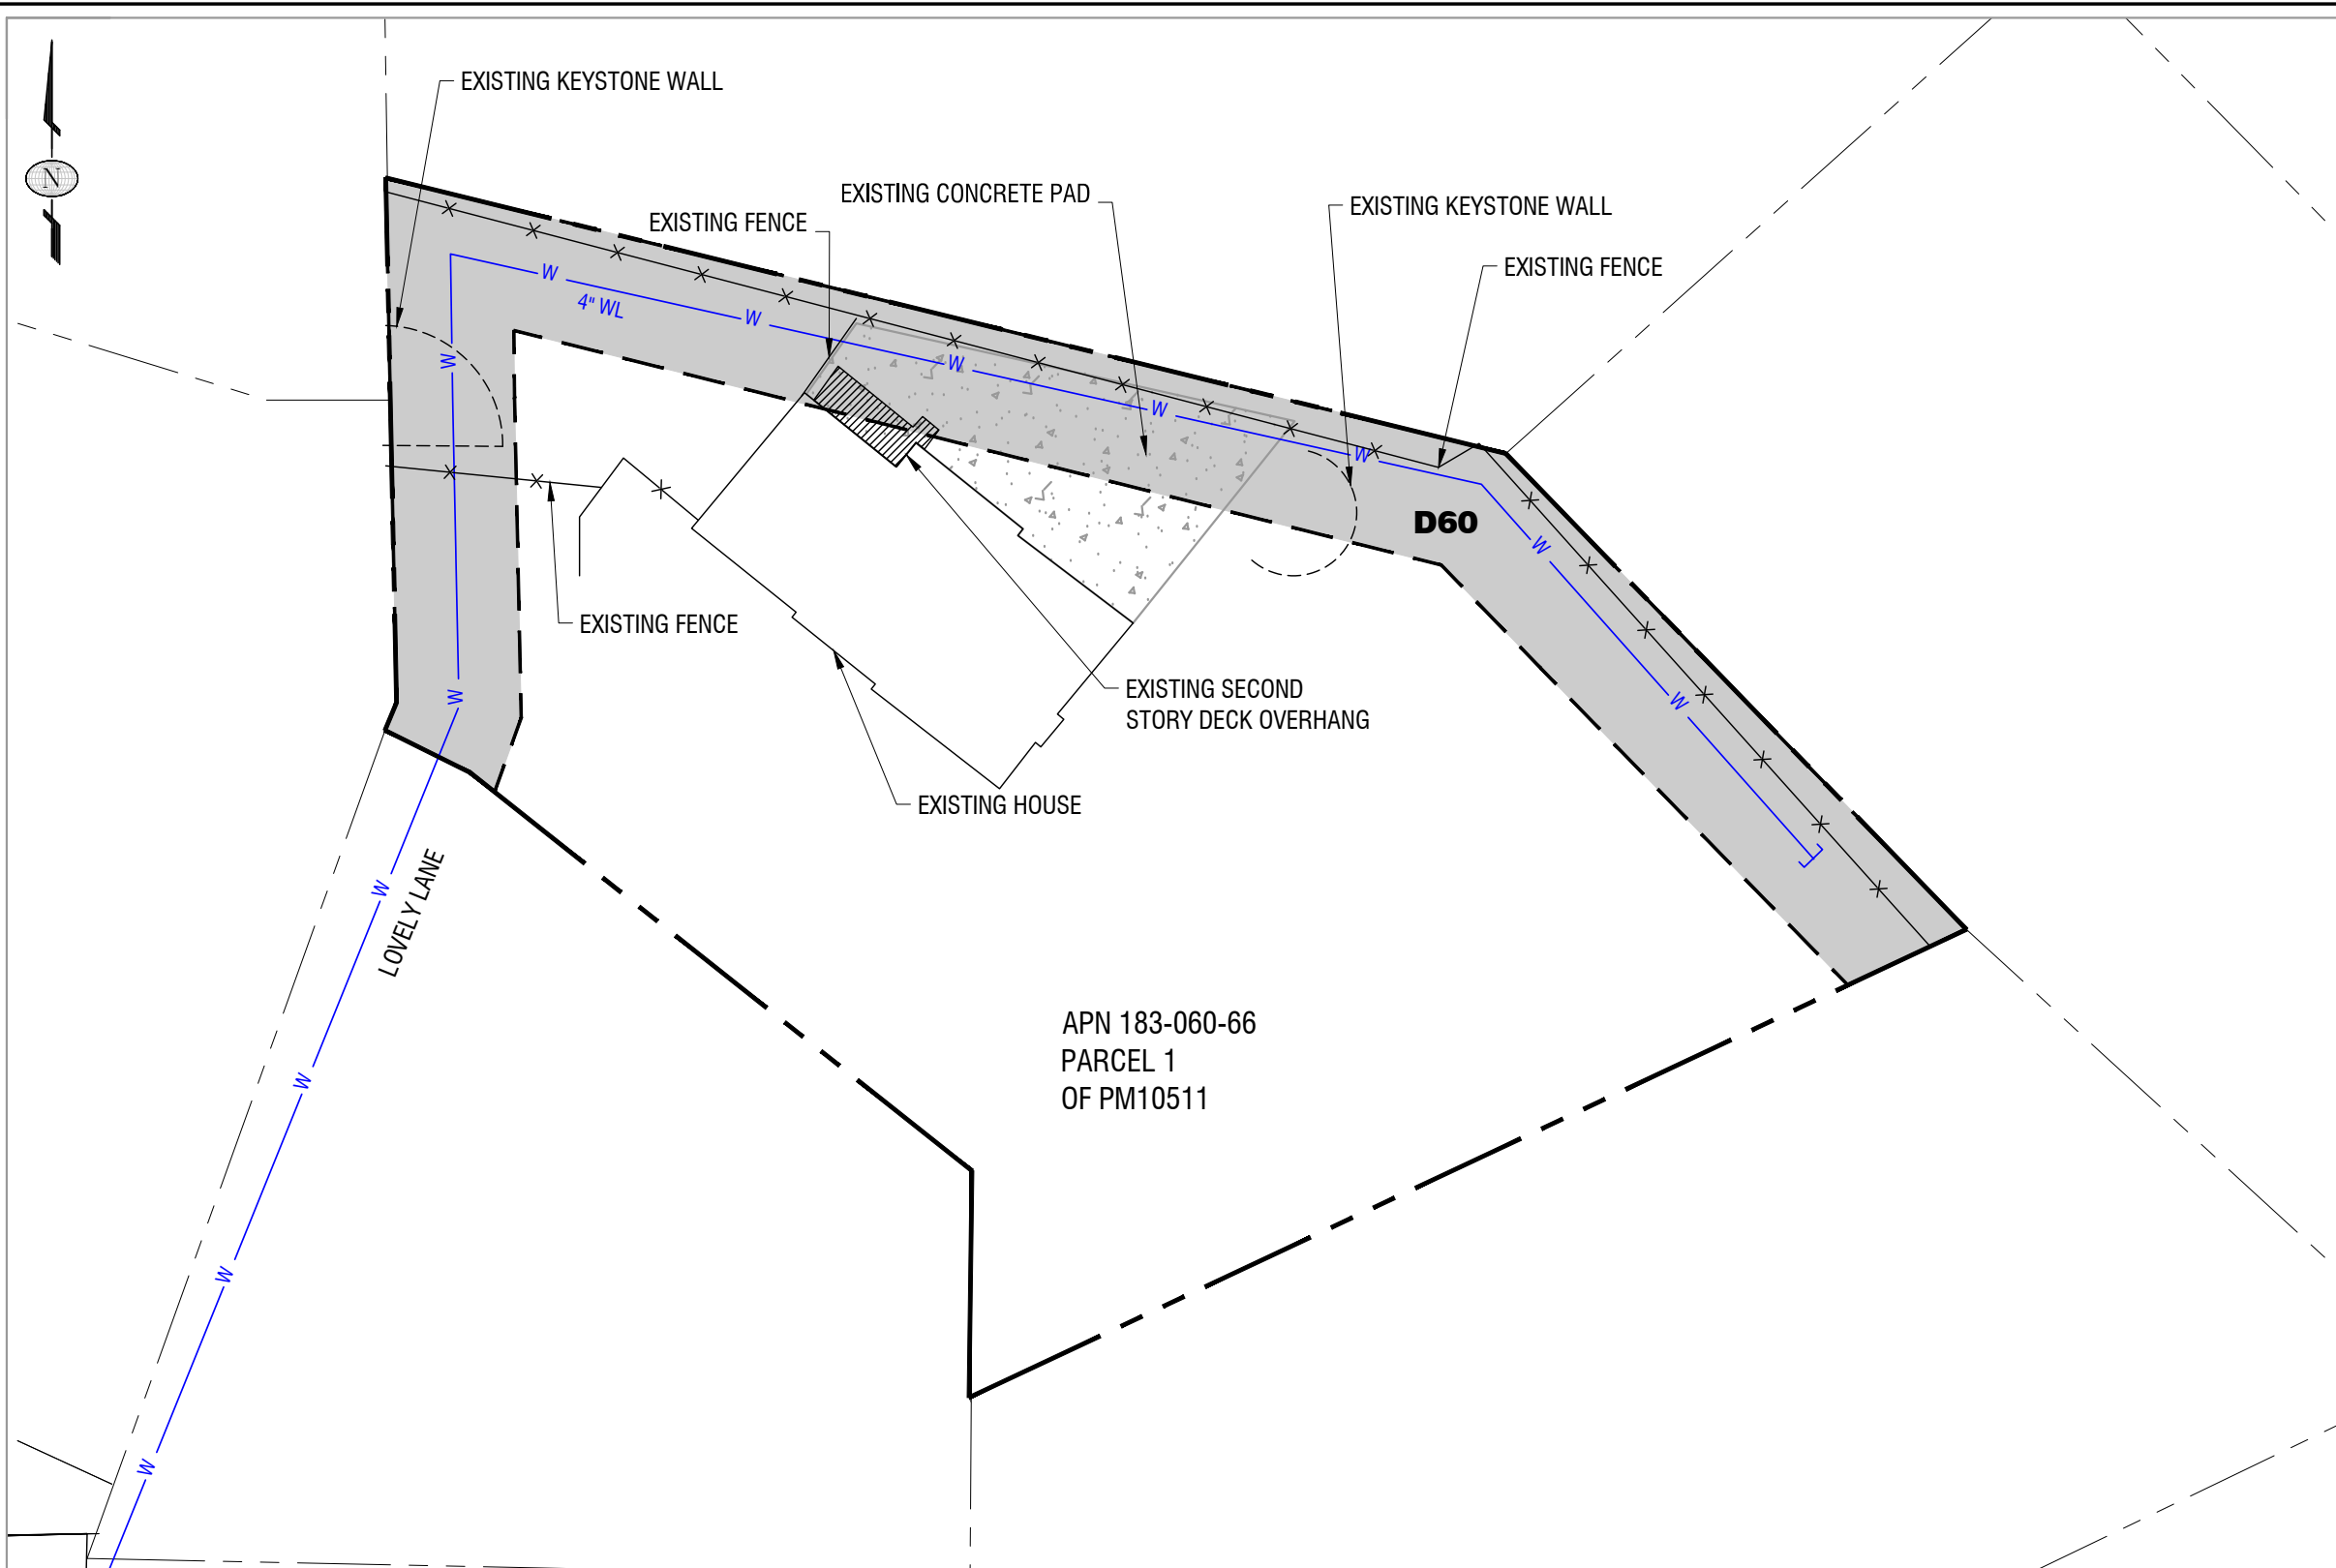 EXISTING KEYSTONE WALL
N
EXISTING CONCRETE PAD
EXISTING FENCE
EXISTING KEYSTONE WALL
EXISTING FENCE
W
4" WL
W
W
W
W
W
D60
W
EXISTING FENCE
W
W
EXISTING SECOND
STORY DECK OVERHANG
EXISTING HOUSE
W
LOVELY LANE
APN 183-060-66
PARCEL 1
OF PM10511
W
W
W